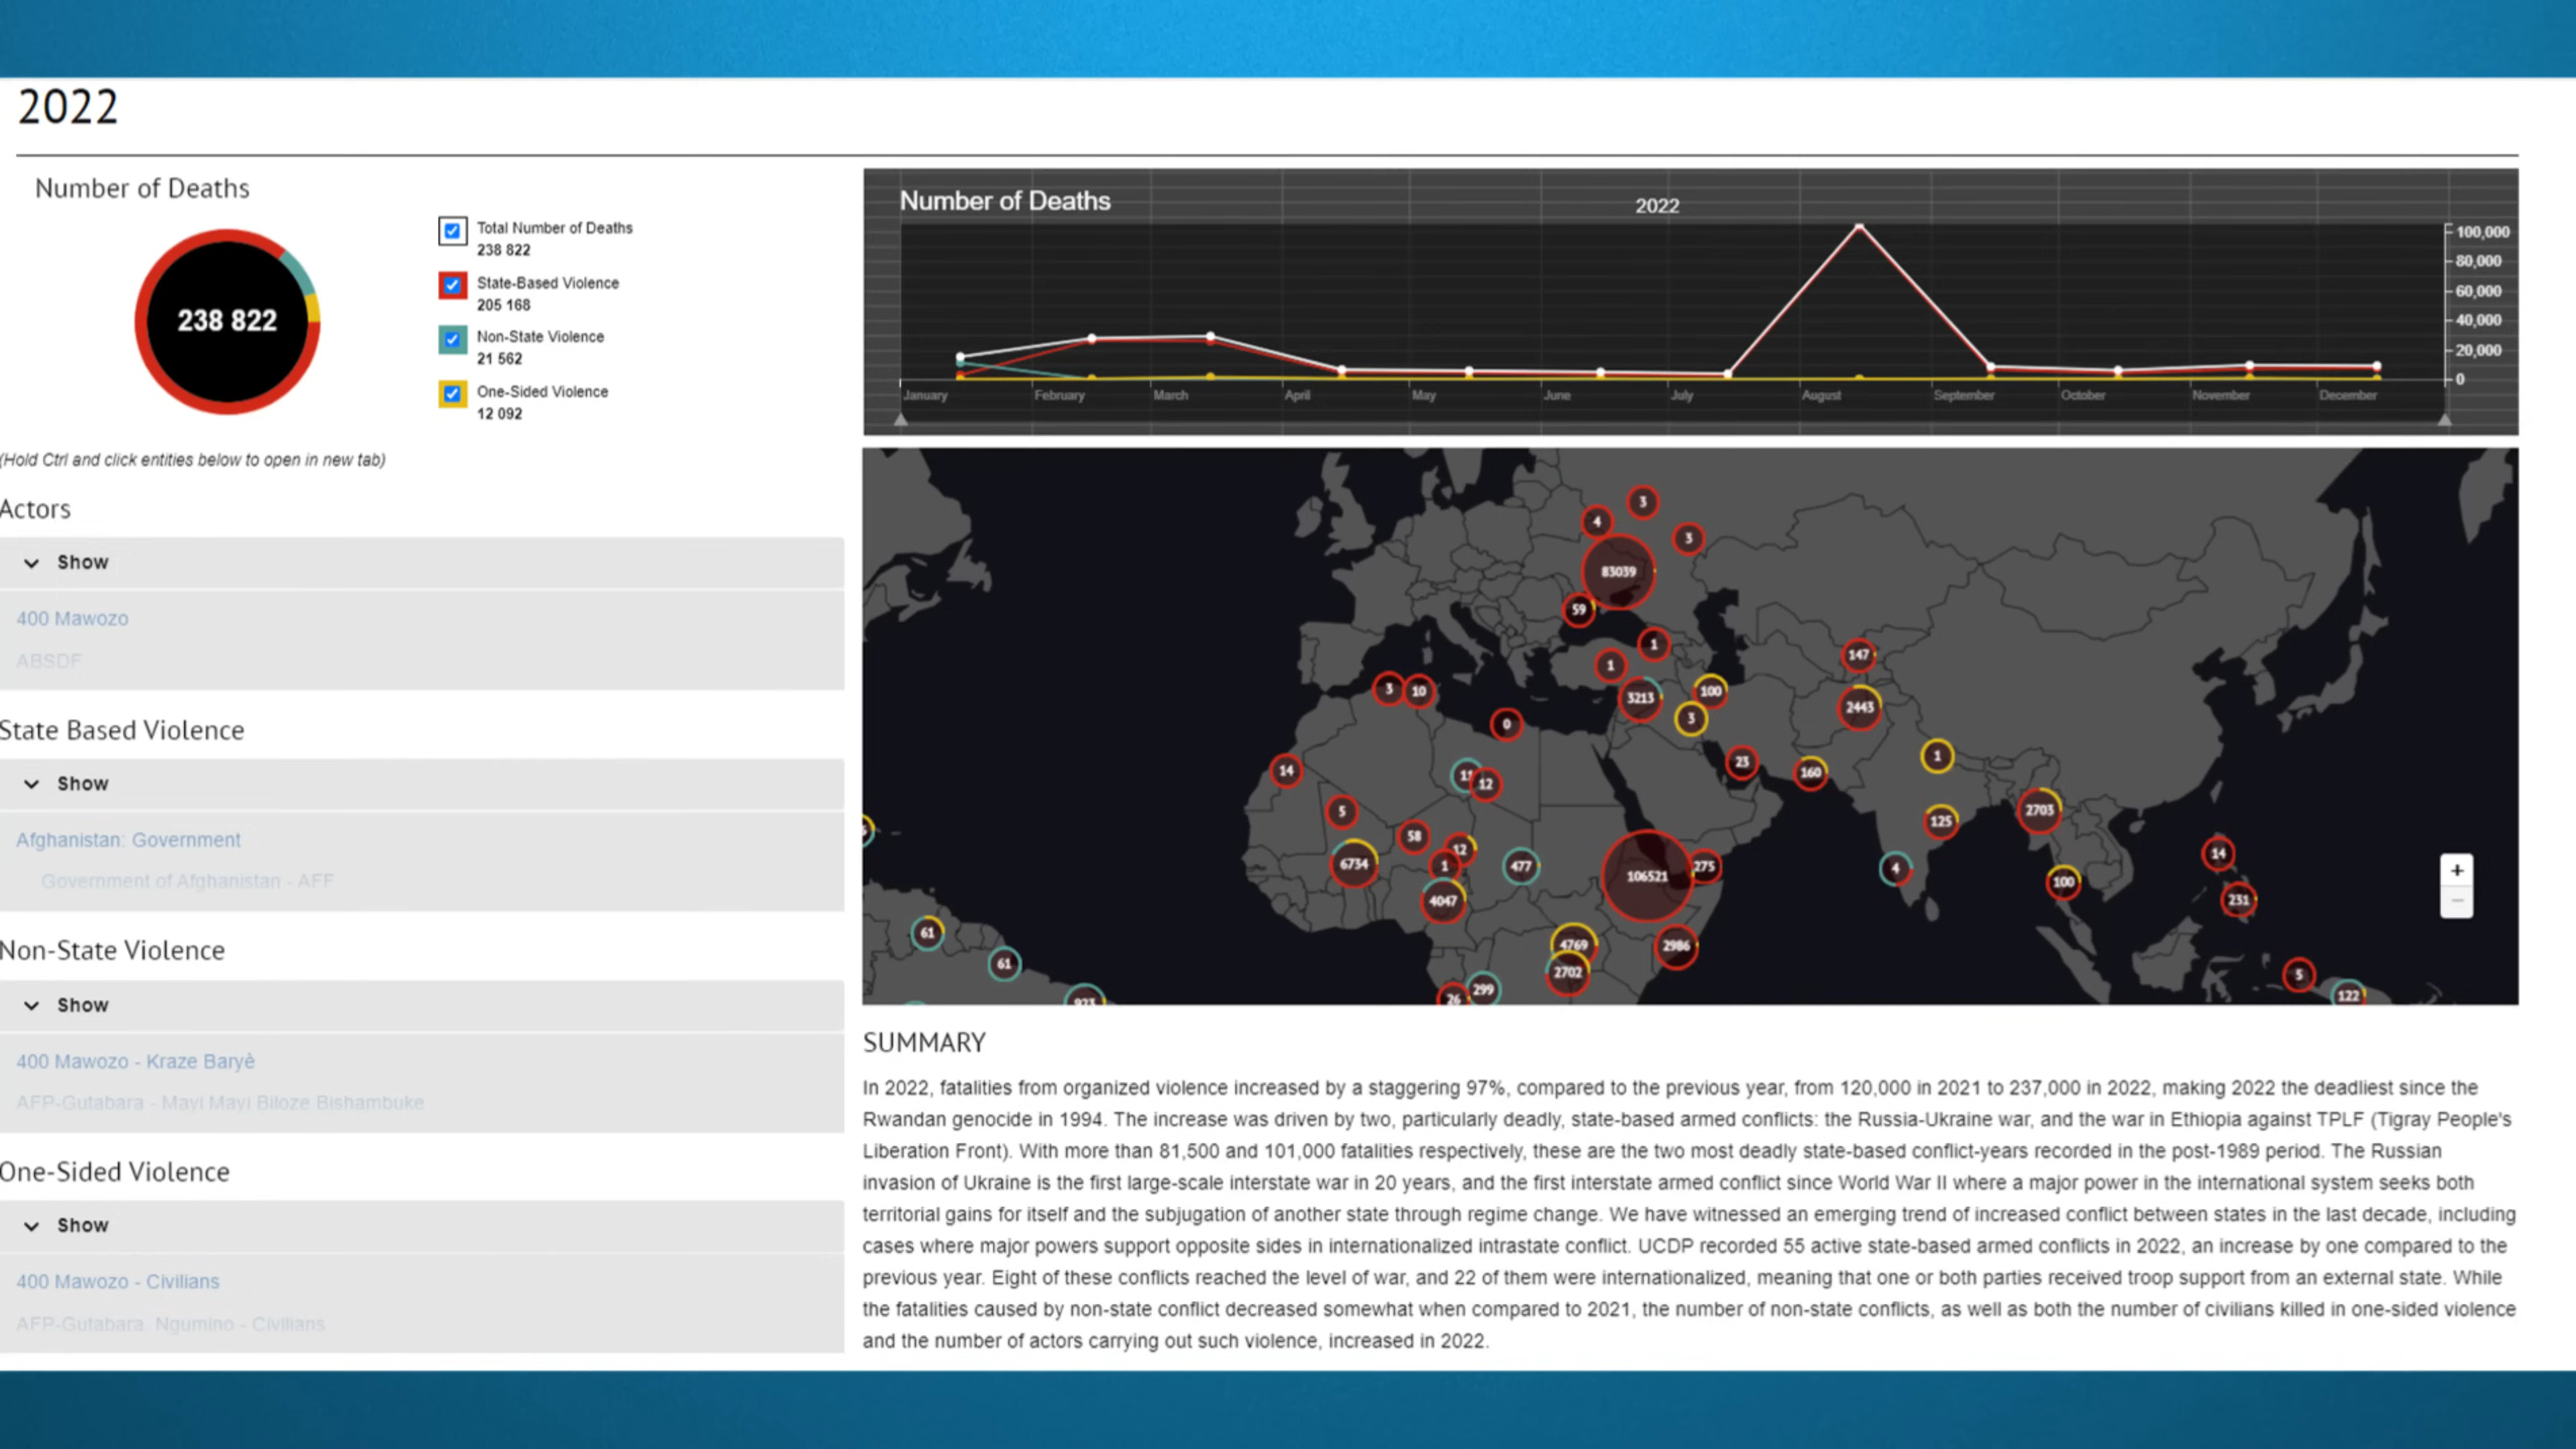 2022
Number of Deaths
238 822
Total Number of Deaths
238 822
State-Based Violence
205 168
Non-State Violence
21 562
One-Sided Violence
12 092
(Hold Ctrl and click entities below to open in new tab)
Actors
Show
400 Mawozo
ABSDF
State Based Violence
Show
Afghanistan: Government
Government of Afghanistan - AFF
Non-State Violence
Show
400 Mawozo - Kraze Baryè
AFP-Gutabara - Mayi Mayi Biloze Bishambuke
One-Sided Violence
Show
400 Mawozo - Civilians
AFP-Gutabara, Ngumino - Civilians
Number of Deaths
2022
100,000
80,000
60,000
40,000
20,000
0
January February March April May June July August September October November December
3
4
3
83039
59
1
1
147
3 10
3213
100
2443
3
0
1
14
23
160
12
5
2703
125
58
12
14
6734
1
477
106521
275
4
100
+
4047
231
−
61
4769
2986
61
2702
5
299
26
923
122
SUMMARY
In 2022, fatalities from organized violence increased by a staggering 97%, compared to the previous year, from 120,000 in 2021 to 237,000 in 2022, making 2022 the deadliest since the
Rwandan genocide in 1994. The increase was driven by two, particularly deadly, state-based armed conflicts: the Russia-Ukraine war, and the war in Ethiopia against TPLF (Tigray People's
Liberation Front). With more than 81,500 and 101,000 fatalities respectively, these are the two most deadly state-based conflict-years recorded in the post-1989 period. The Russian
invasion of Ukraine is the first large-scale interstate war in 20 years, and the first interstate armed conflict since World War II where a major power in the international system seeks both
territorial gains for itself and the subjugation of another state through regime change. We have witnessed an emerging trend of increased conflict between states in the last decade, including
cases where major powers support opposite sides in internationalized intrastate conflict. UCDP recorded 55 active state-based armed conflicts in 2022, an increase by one compared to the
previous year. Eight of these conflicts reached the level of war, and 22 of them were internationalized, meaning that one or both parties received troop support from an external state. While
the fatalities caused by non-state conflict decreased somewhat when compared to 2021, the number of non-state conflicts, as well as both the number of civilians killed in one-sided violence
and the number of actors carrying out such violence, increased in 2022.